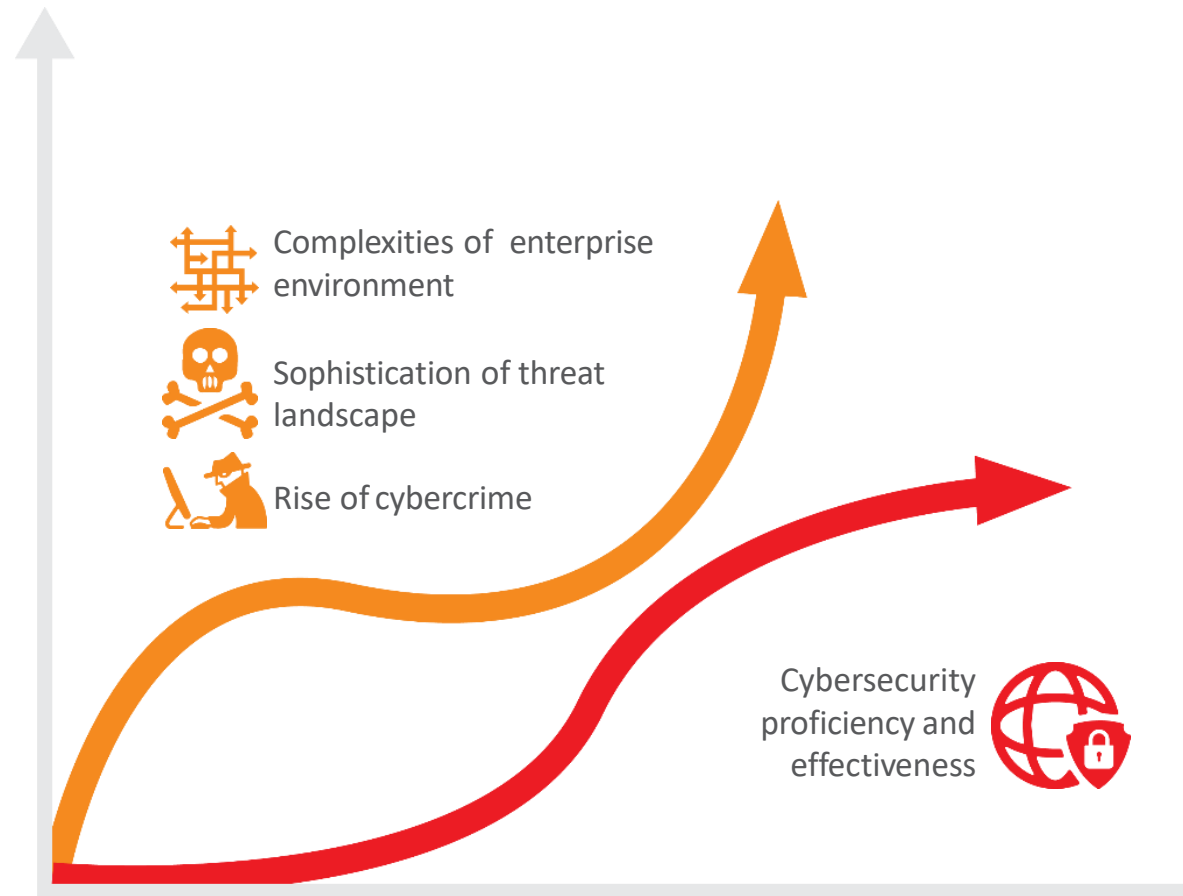 Complexities of enterprise
environment
Sophistication of threat
landscape
Rise of cybercrime
Cybersecurity
proficiency and
effectiveness